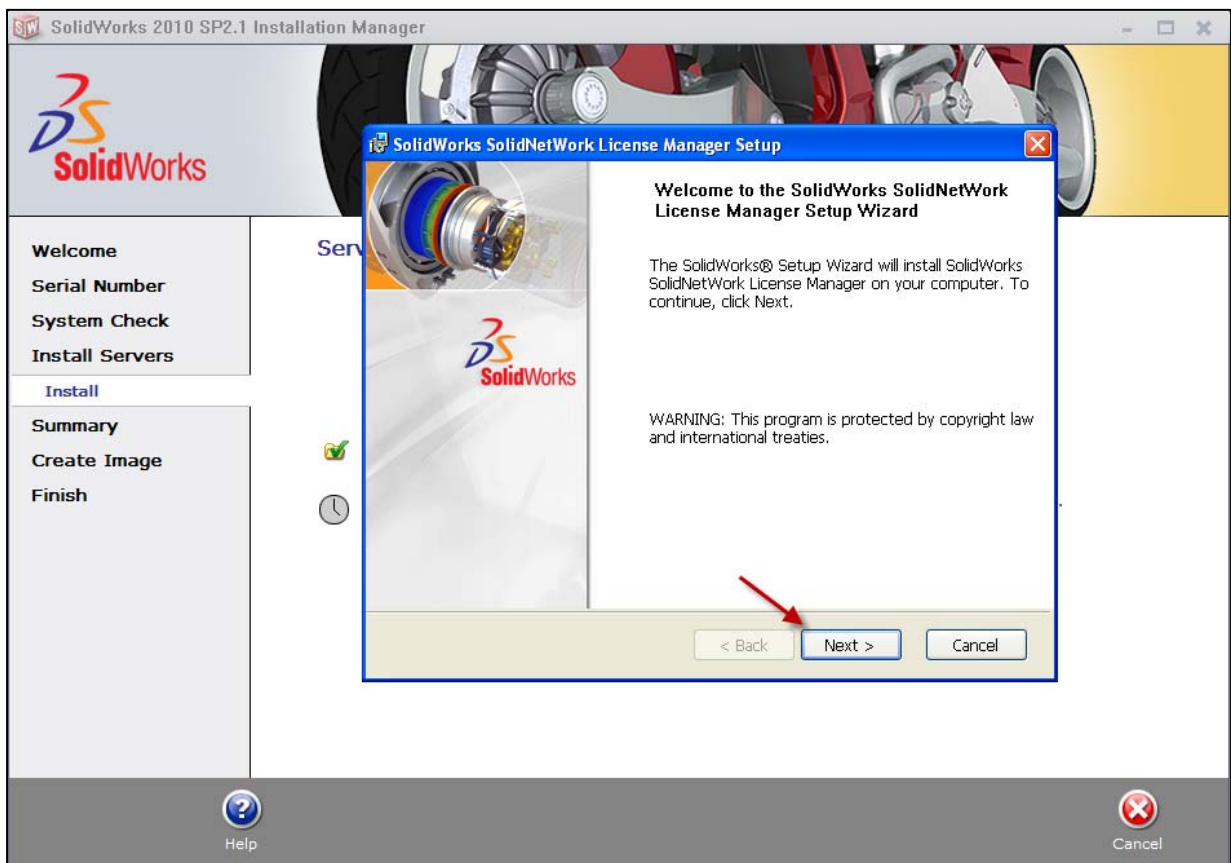 SolidWorks 2010 SP2.1 Installation Manager
SolidWorks
Welcome
Serial Number
System Check
Install Servers
Install
Summary
Create Image
Finish
Serv
SolidWorks SolidNetWork License Manager Setup
SolidWorks
Welcome to the SolidWorks SolidNetWork
License Manager Setup Wizard
The SolidWorks® Setup Wizard will install SolidWorks
SolidNetWork License Manager on your computer. To
continue, click Next.
WARNING: This program is protected by copyright law
and international treaties.
< Back
Next >
Cancel
Help
Cancel